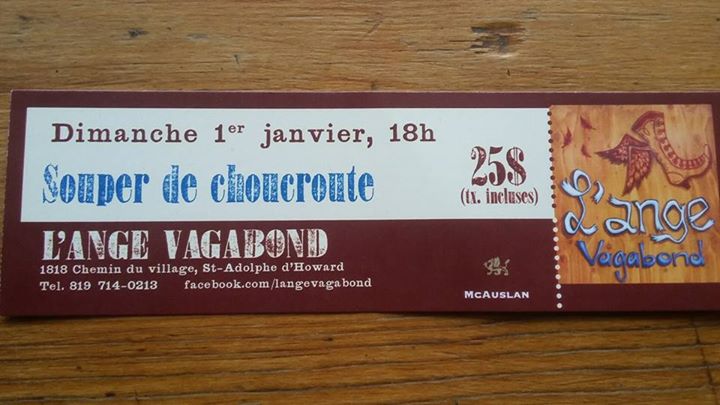 Dimanche 1er janvier, 18h
Souper de choucroute
25$
(tx. incluses)
L'ANGE VAGABOND
1818 Chemin du village, St-Adolphe d'Howard
Tel. 819 714-0213 facebook.com/langevagabond
McAUSLAN
L'ange
Vagabond